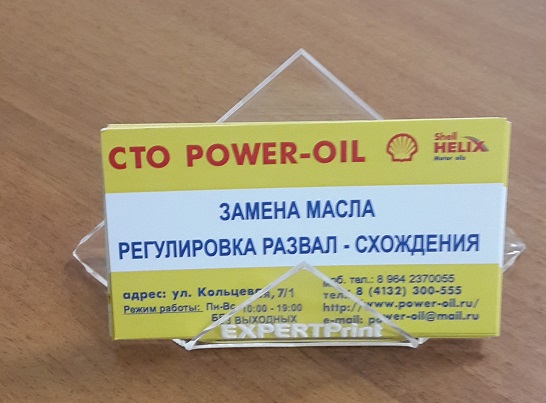 СТО POWER-OIL
Shell
HELIX
Motor oils
ЗАМЕНА МАСЛА
РЕГУЛИРОВКА РАЗВАЛ - СХОЖДЕНИЯ
адрес: ул. Кольцевая, 7/1
Режим работы: Пн-Вс 10:00 - 19:00
БЕЗ ВЫХОДНЫХ
моб. тел.: 8 964 2370055
тел.: 8 (4132) 300-555
http://www.power-oil.ru/
e-mail: power-oil@mail.ru
EXPERTPrint